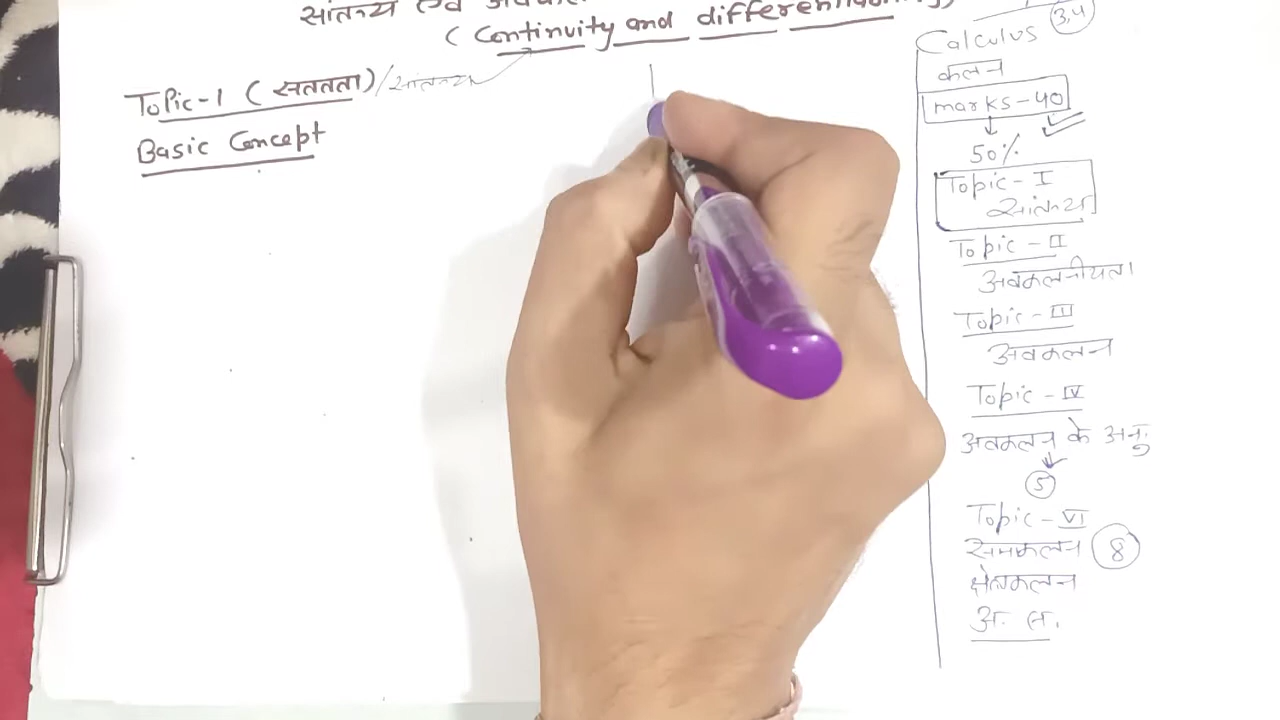 सांतत्य एवं
( Continuity and differentiability)
Topic-1 ( सततता)/सांतत्य
Basic Concept
3,4
Calculus
कलन
marks-40
50%
Topic-I
सांतत्य
Topic-II
अवकलनीयता
Topic-III
अवकलन
Topic-IV
अवकलन के अनु.
5
Topic-VI
समाकलन 8
क्षेत्रकलन
अ. स.